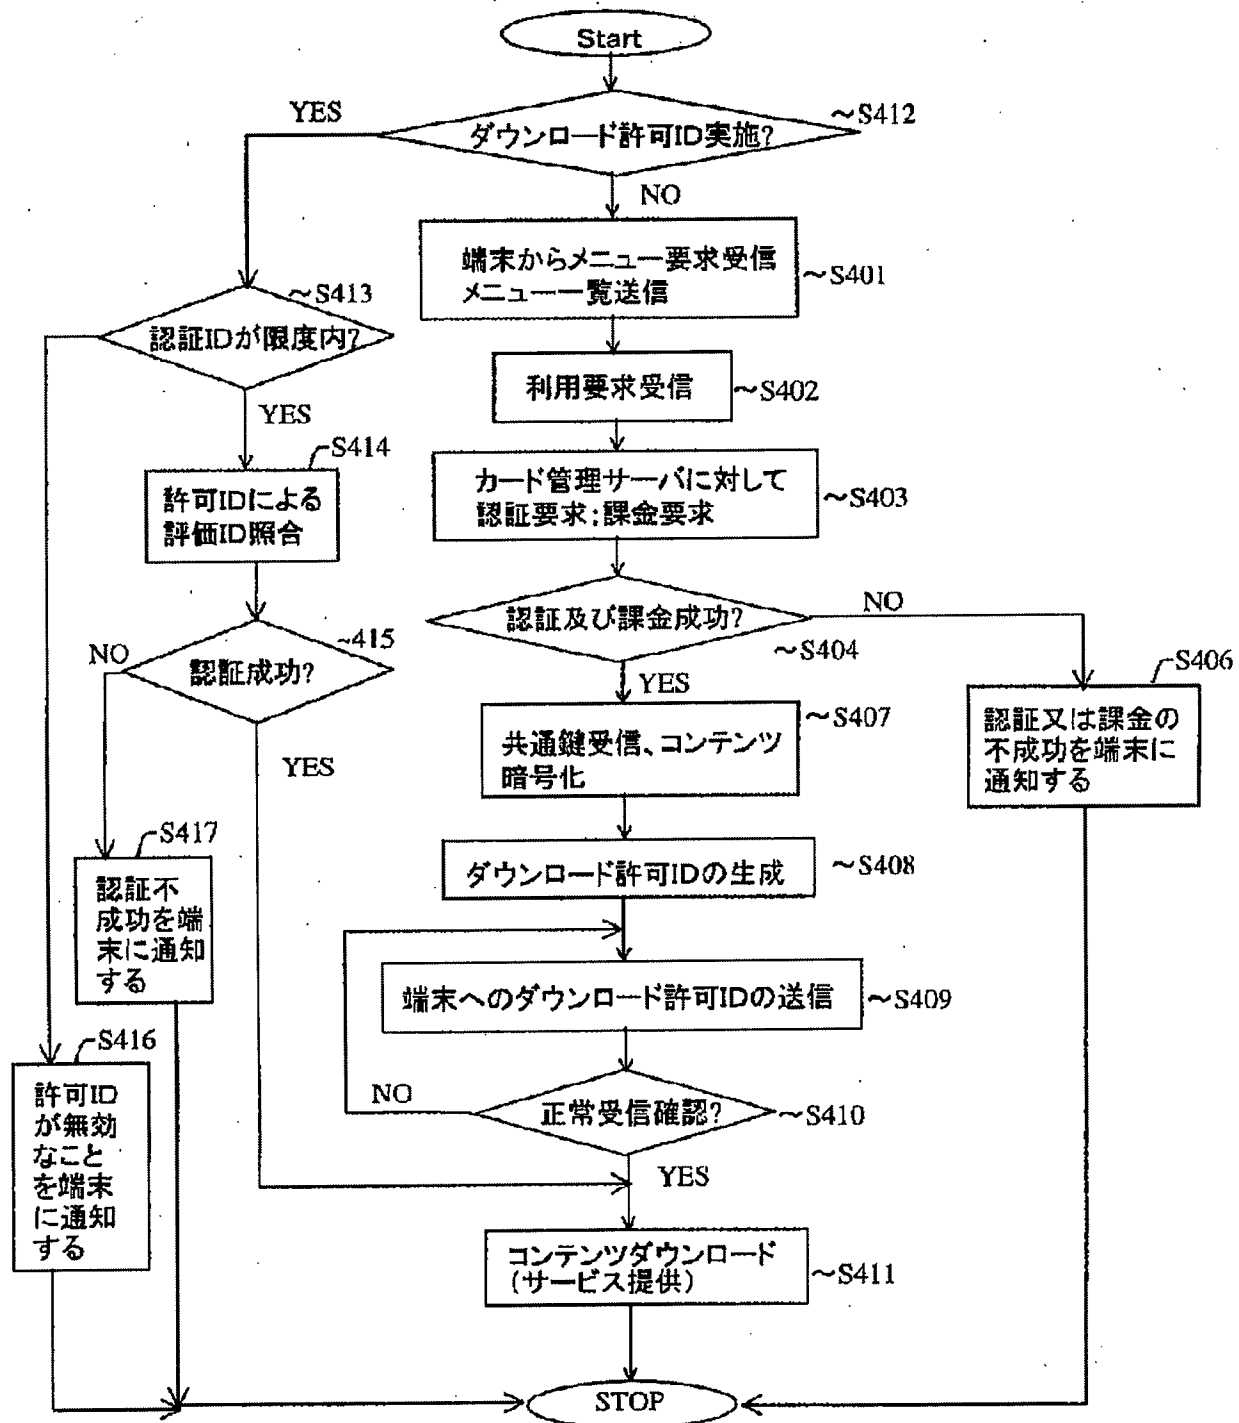 Start
YES
~S412
ダウンロード許可ID実施?
NO
端末からメニュー要求受信
メニュー一覧送信
~S401
~S413
認証IDが限度内?
利用要求受信
~S402
YES
S414
許可IDによる
評価ID照合
カード管理サーバに対して
認証要求;課金要求
~S403
認証及び課金成功?
NO
~S404
~415
NO
認証成功?
YES
S406
認証又は課金の
不成功を端末に
通知する
~S407
共通鍵受信、コンテンツ
暗号化
YES
S417
認証不
成功を端
末に通知
する
ダウンロード許可IDの生成
~S408
端末へのダウンロード許可IDの送信
~S409
S416
許可ID
が無効
なこと
を端末
に通知
する
NO
正常受信確認?
~S410
YES
コンテンツダウンロード
(サービス提供)
~S411
STOP